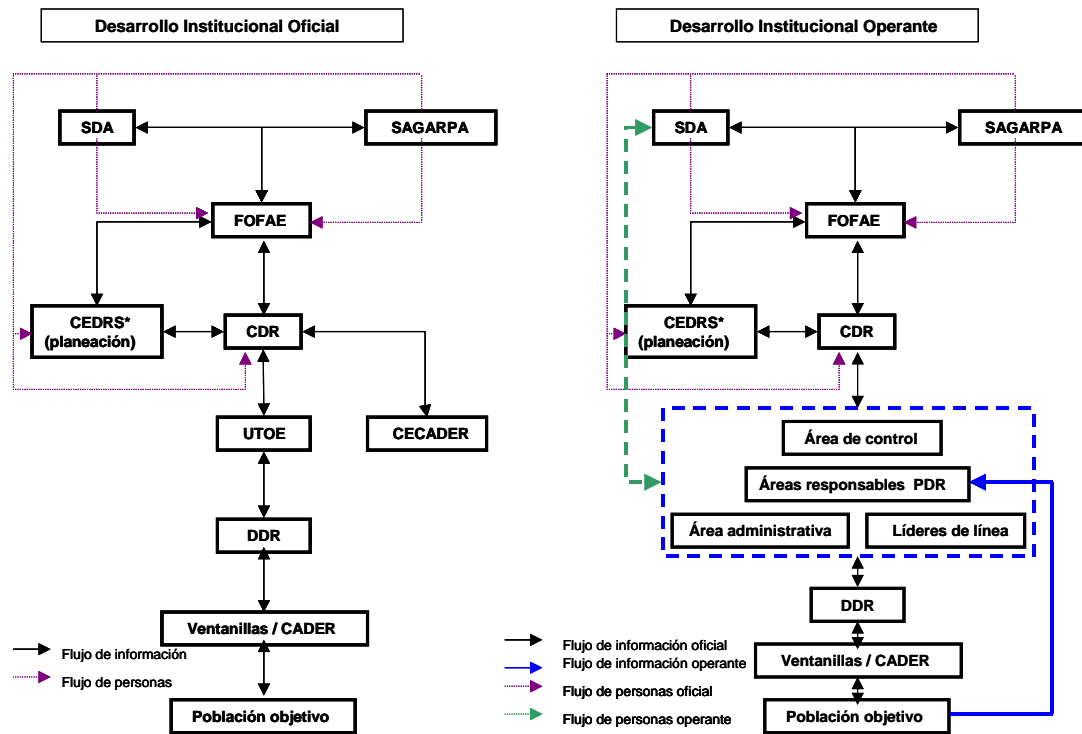 Desarrollo Institucional Oficial
SDA
SAGARPA
FOFAE
CEDRS*
(planeación)
CDR
UTOE
CECADER
DDR
Ventanillas / CADER
Población objetivo
Flujo de información
Flujo de personas
Desarrollo Institucional Operante
SDA
SAGARPA
FOFAE
CEDRS*
(planeación)
CDR
Área de control
Áreas responsables PDR
Área administrativa
Líderes de línea
DDR
Ventanillas / CADER
Población objetivo
Flujo de información oficial
Flujo de información operante
Flujo de personas oficial
Flujo de personas operante